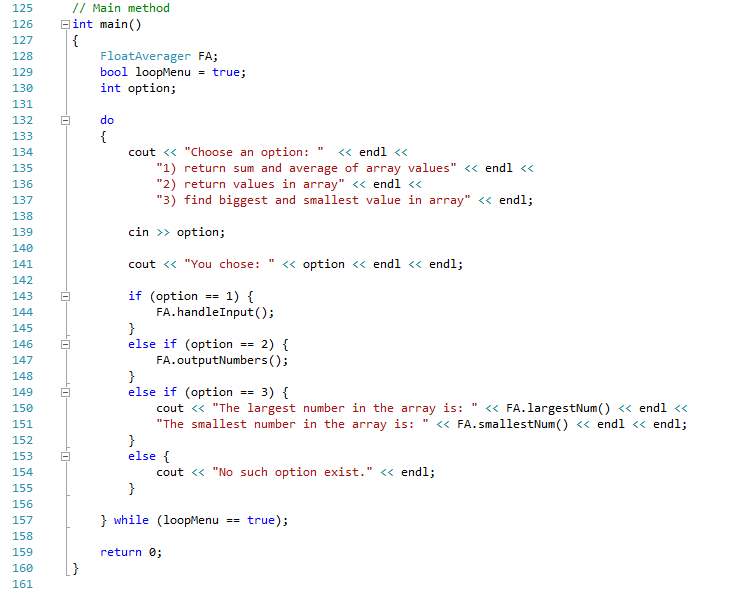 125 // Main method
126 int main()
127 {
128 FloatAverager FA;
129 bool loopMenu = true;
130 int option;
131
132 do
133 {
134 cout << "Choose an option: "  << endl <<
135 "1) return sum and average of array values" << endl <<
136 "2) return values in array" << endl <<
137 "3) find biggest and smallest value in array" << endl;
138
139 cin >> option;
140
141 cout << "You chose: " << option << endl << endl;
142
143 if (option == 1) {
144 FA.handleInput();
145 }
146 else if (option == 2) {
147 FA.outputNumbers();
148 }
149 else if (option == 3) {
150 cout << "The largest number in the array is: " << FA.largestNum() << endl <<
151 "The smallest number in the array is: " << FA.smallestNum() << endl << endl;
152 }
153 else {
154 cout << "No such option exist." << endl;
155 }
156
157 } while (loopMenu == true);
158
159 return 0;
160 }
161